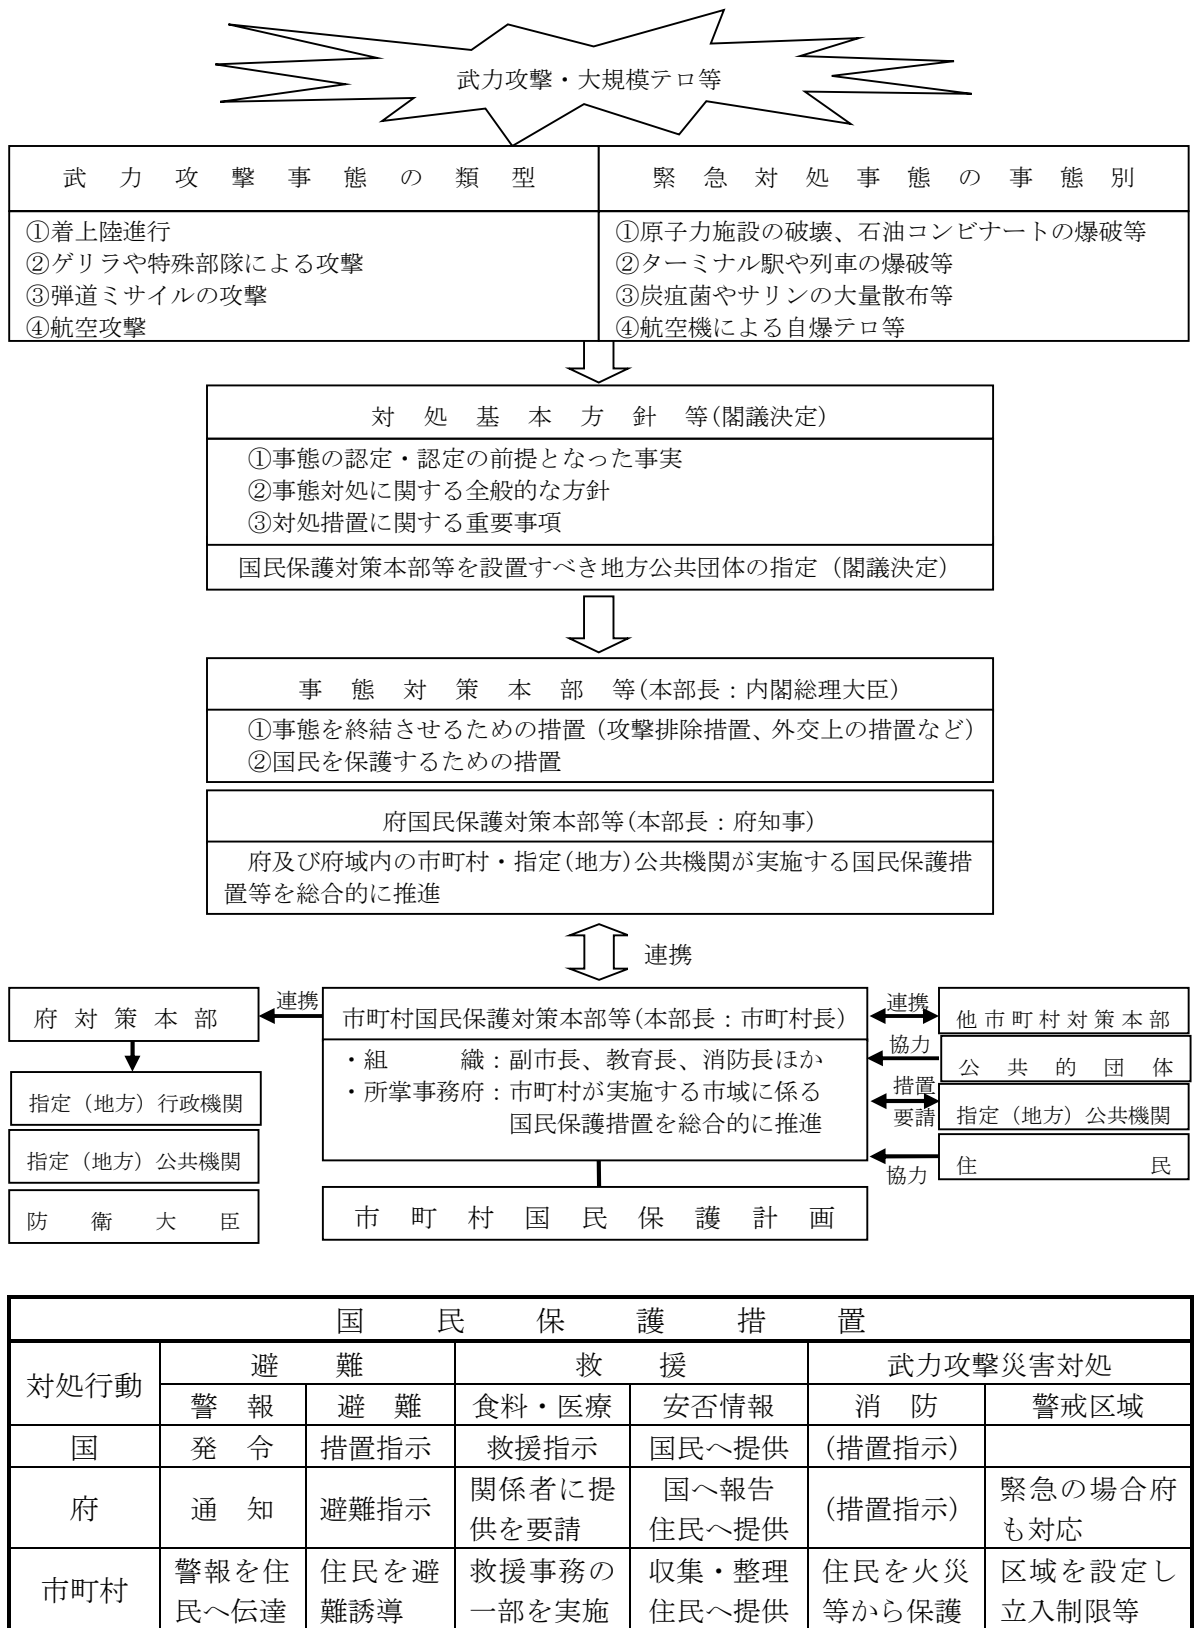 武力攻撃・大規模テロ等
武力攻撃事態の類型
緊急対処事態の事態別
①着上陸進行
②ゲリラや特殊部隊による攻撃
③弾道ミサイルの攻撃
④航空攻撃
①原子力施設の破壊、石油コンビナートの爆破等
②ターミナル駅や列車の爆破等
③炭疽菌やサリンの大量散布等
④航空機による自爆テロ等
対処基本方針等(閣議決定)
①事態の認定・認定の前提となった事実
②事態対処に関する全般的な方針
③対処措置に関する重要事項
国民保護対策本部等を設置すべき地方公共団体の指定（閣議決定）
事態対策本部等(本部長：内閣総理大臣)
①事態を終結させるための措置（攻撃排除措置、外交上の措置など）
②国民を保護するための措置
府国民保護対策本部等(本部長：府知事)
府及び府域内の市町村・指定(地方)公共機関が実施する国民保護措
置等を総合的に推進
連携
府対策本部
連携
指定（地方）行政機関
指定（地方）公共機関
防衛大臣
市町村国民保護対策本部等(本部長：市町村長)
・組織：副市長、教育長、消防長ほか
・所掌事務府：市町村が実施する市域に係る
国民保護措置を総合的に推進
市町村国民保護計画
連携
他市町村対策本部
協力
公共的団体
措置
要請
指定（地方）公共機関
協力
住民
国民保護措置
対処行動
避難
救援
武力攻撃災害対処
警報
避難
食料・医療
安否情報
消防
警戒区域
国
発令
措置指示
救援指示
国民へ提供
(措置指示)
府
通知
避難指示
関係者に提
供を要請
国へ報告
住民へ提供
(措置指示)
緊急の場合府
も対応
市町村
警報を住
民へ伝達
住民を避
難誘導
救援事務の
一部を実施
収集・整理
住民へ提供
住民を火災
等から保護
区域を設定し
立入制限等